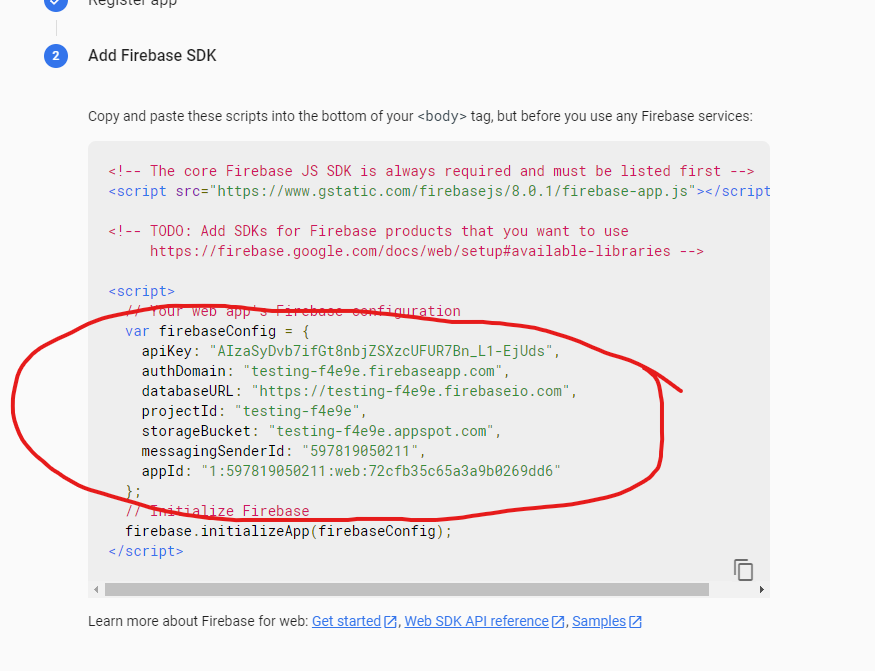 Register app
2
Add Firebase SDK
Copy and paste these scripts into the bottom of your <body> tag, but before you use any Firebase services:
<!-- The core Firebase JS SDK is always required and must be listed first -->
<script src="https://www.gstatic.com/firebasejs/8.0.1/firebase-app.js"></script
<!-- TODO: Add SDKs for Firebase products that you want to use
https://firebase.google.com/docs/web/setup#available-libraries -->
<script>
// Your web app's Firebase configuration
var firebaseConfig = {
apiKey: "AIzaSyDvb7ifGt8nbjZSXzcUFUR7Bn_L1-EjUds",
authDomain: "testing-f4e9e.firebaseapp.com",
databaseURL: "https://testing-f4e9e.firebaseio.com",
projectId: "testing-f4e9e",
storageBucket: "testing-f4e9e.appspot.com",
messagingSenderId: "597819050211",
appId: "1:597819050211:web:72cfb35c65a3a9b0269dd6"
};
// Initialize Firebase
firebase.initializeApp(firebaseConfig);
</script>
Learn more about Firebase for web: Get started, Web SDK API reference, Samples